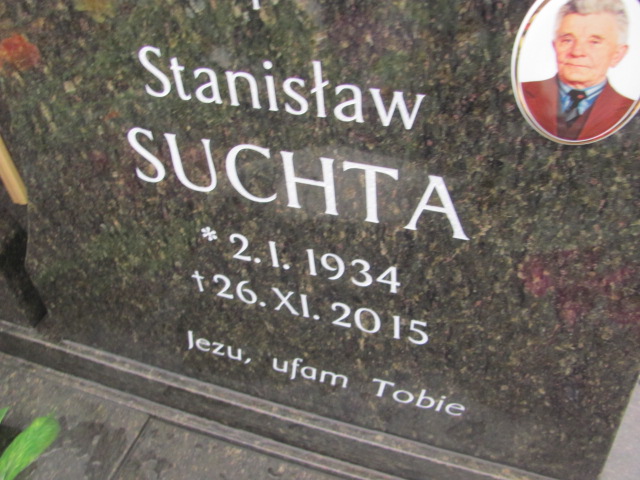 Stanisław
SUCHTA
* 2. I. 1934
† 26. XI. 2015
Jezu, ufam Tobie